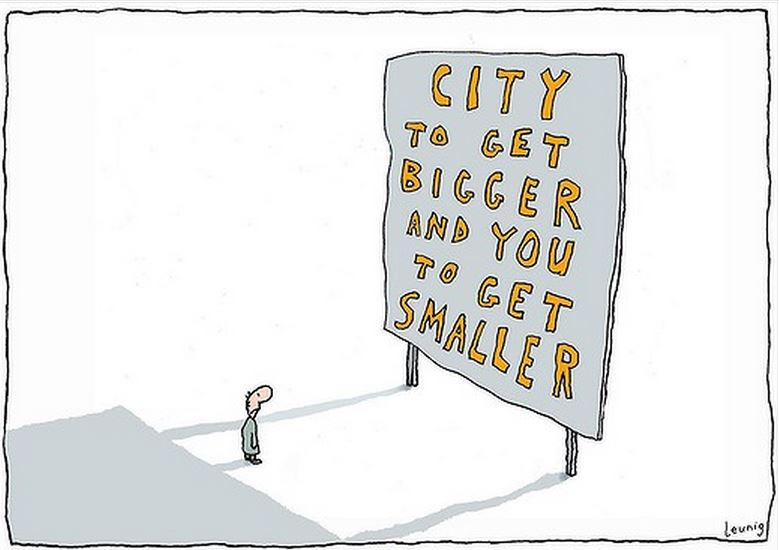 CITY
TO GET
BIGGER
AND YOU
TO GET
SMALLER
Leunig